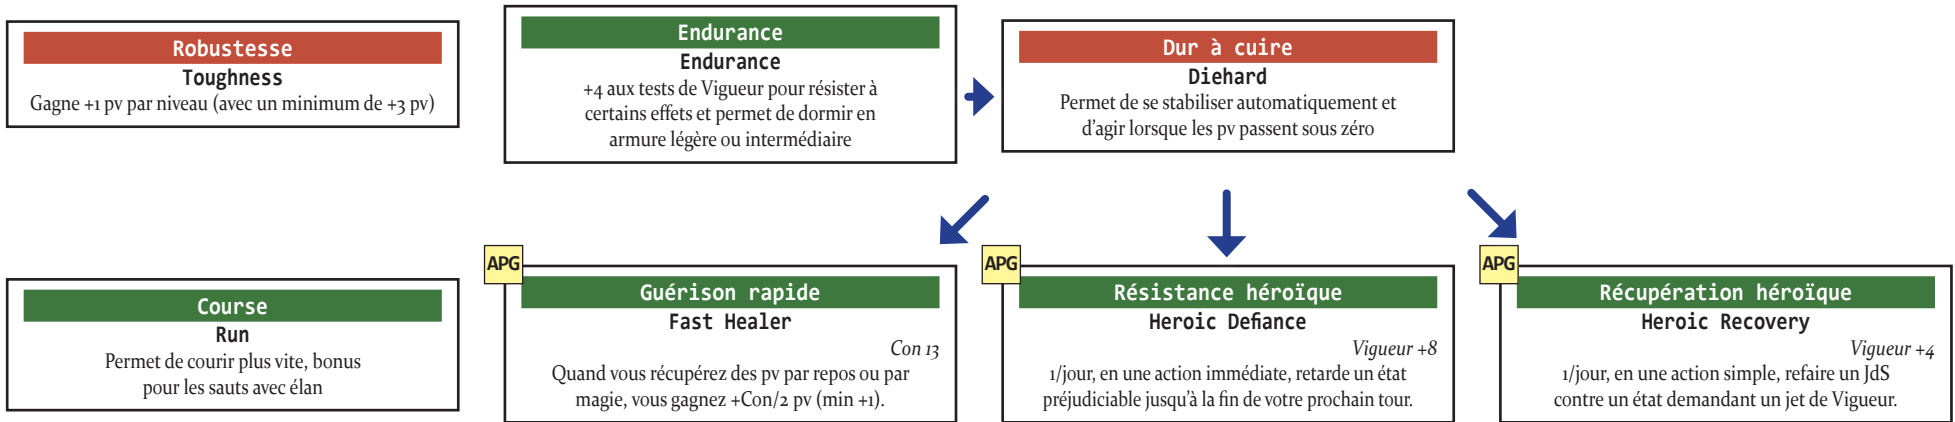 Robustesse
Toughness
Gagne +1 pv par niveau (avec un minimum de +3 pv)
Endurance
Endurance
+4 aux tests de Vigueur pour résister à
certains effets et permet de dormir en
armure légère ou intermédiaire
Dur à cuire
Diehard
Permet de se stabiliser automatiquement et
d'agir lorsque les pv passent sous zéro
Course
Run
Permet de courir plus vite, bonus
pour les sauts avec élan
APG
Guérison rapide
Fast Healer
Con 13
Quand vous récupérez des pv par repos ou par
magie, vous gagnez +Con/2 pv (min +1).
APG
Résistance héroïque
Heroic Defiance
Vigueur +8
1/jour, en une action immédiate, retarde un état
préjudiciable jusqu'à la fin de votre prochain tour.
APG
Récupération héroïque
Heroic Recovery
Vigueur +4
1/jour, en une action simple, refaire un JdS
contre un état demandant un jet de Vigueur.